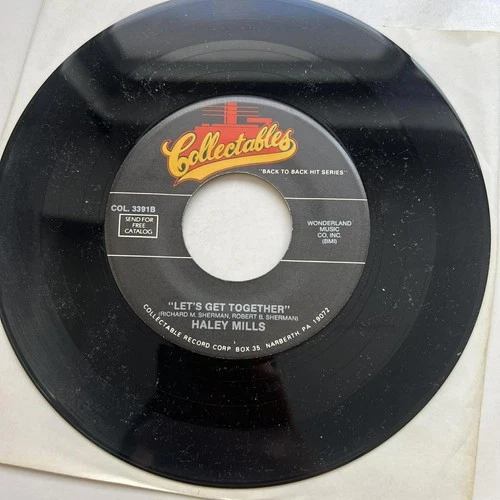 Collectables
"BACK TO BACK HIT SERIES"
COL. 3391B
SEND FOR
FREE
CATALOG
WONDERLAND
MUSIC
CO. INC.
(BMI)
"LET'S GET TOGETHER"
(RICHARD M. SHERMAN, ROBERT B. SHERMAN)
HALEY MILLS
COLLECTABLE RECORD CORP BOX 35, NARBERTH, PA 19072